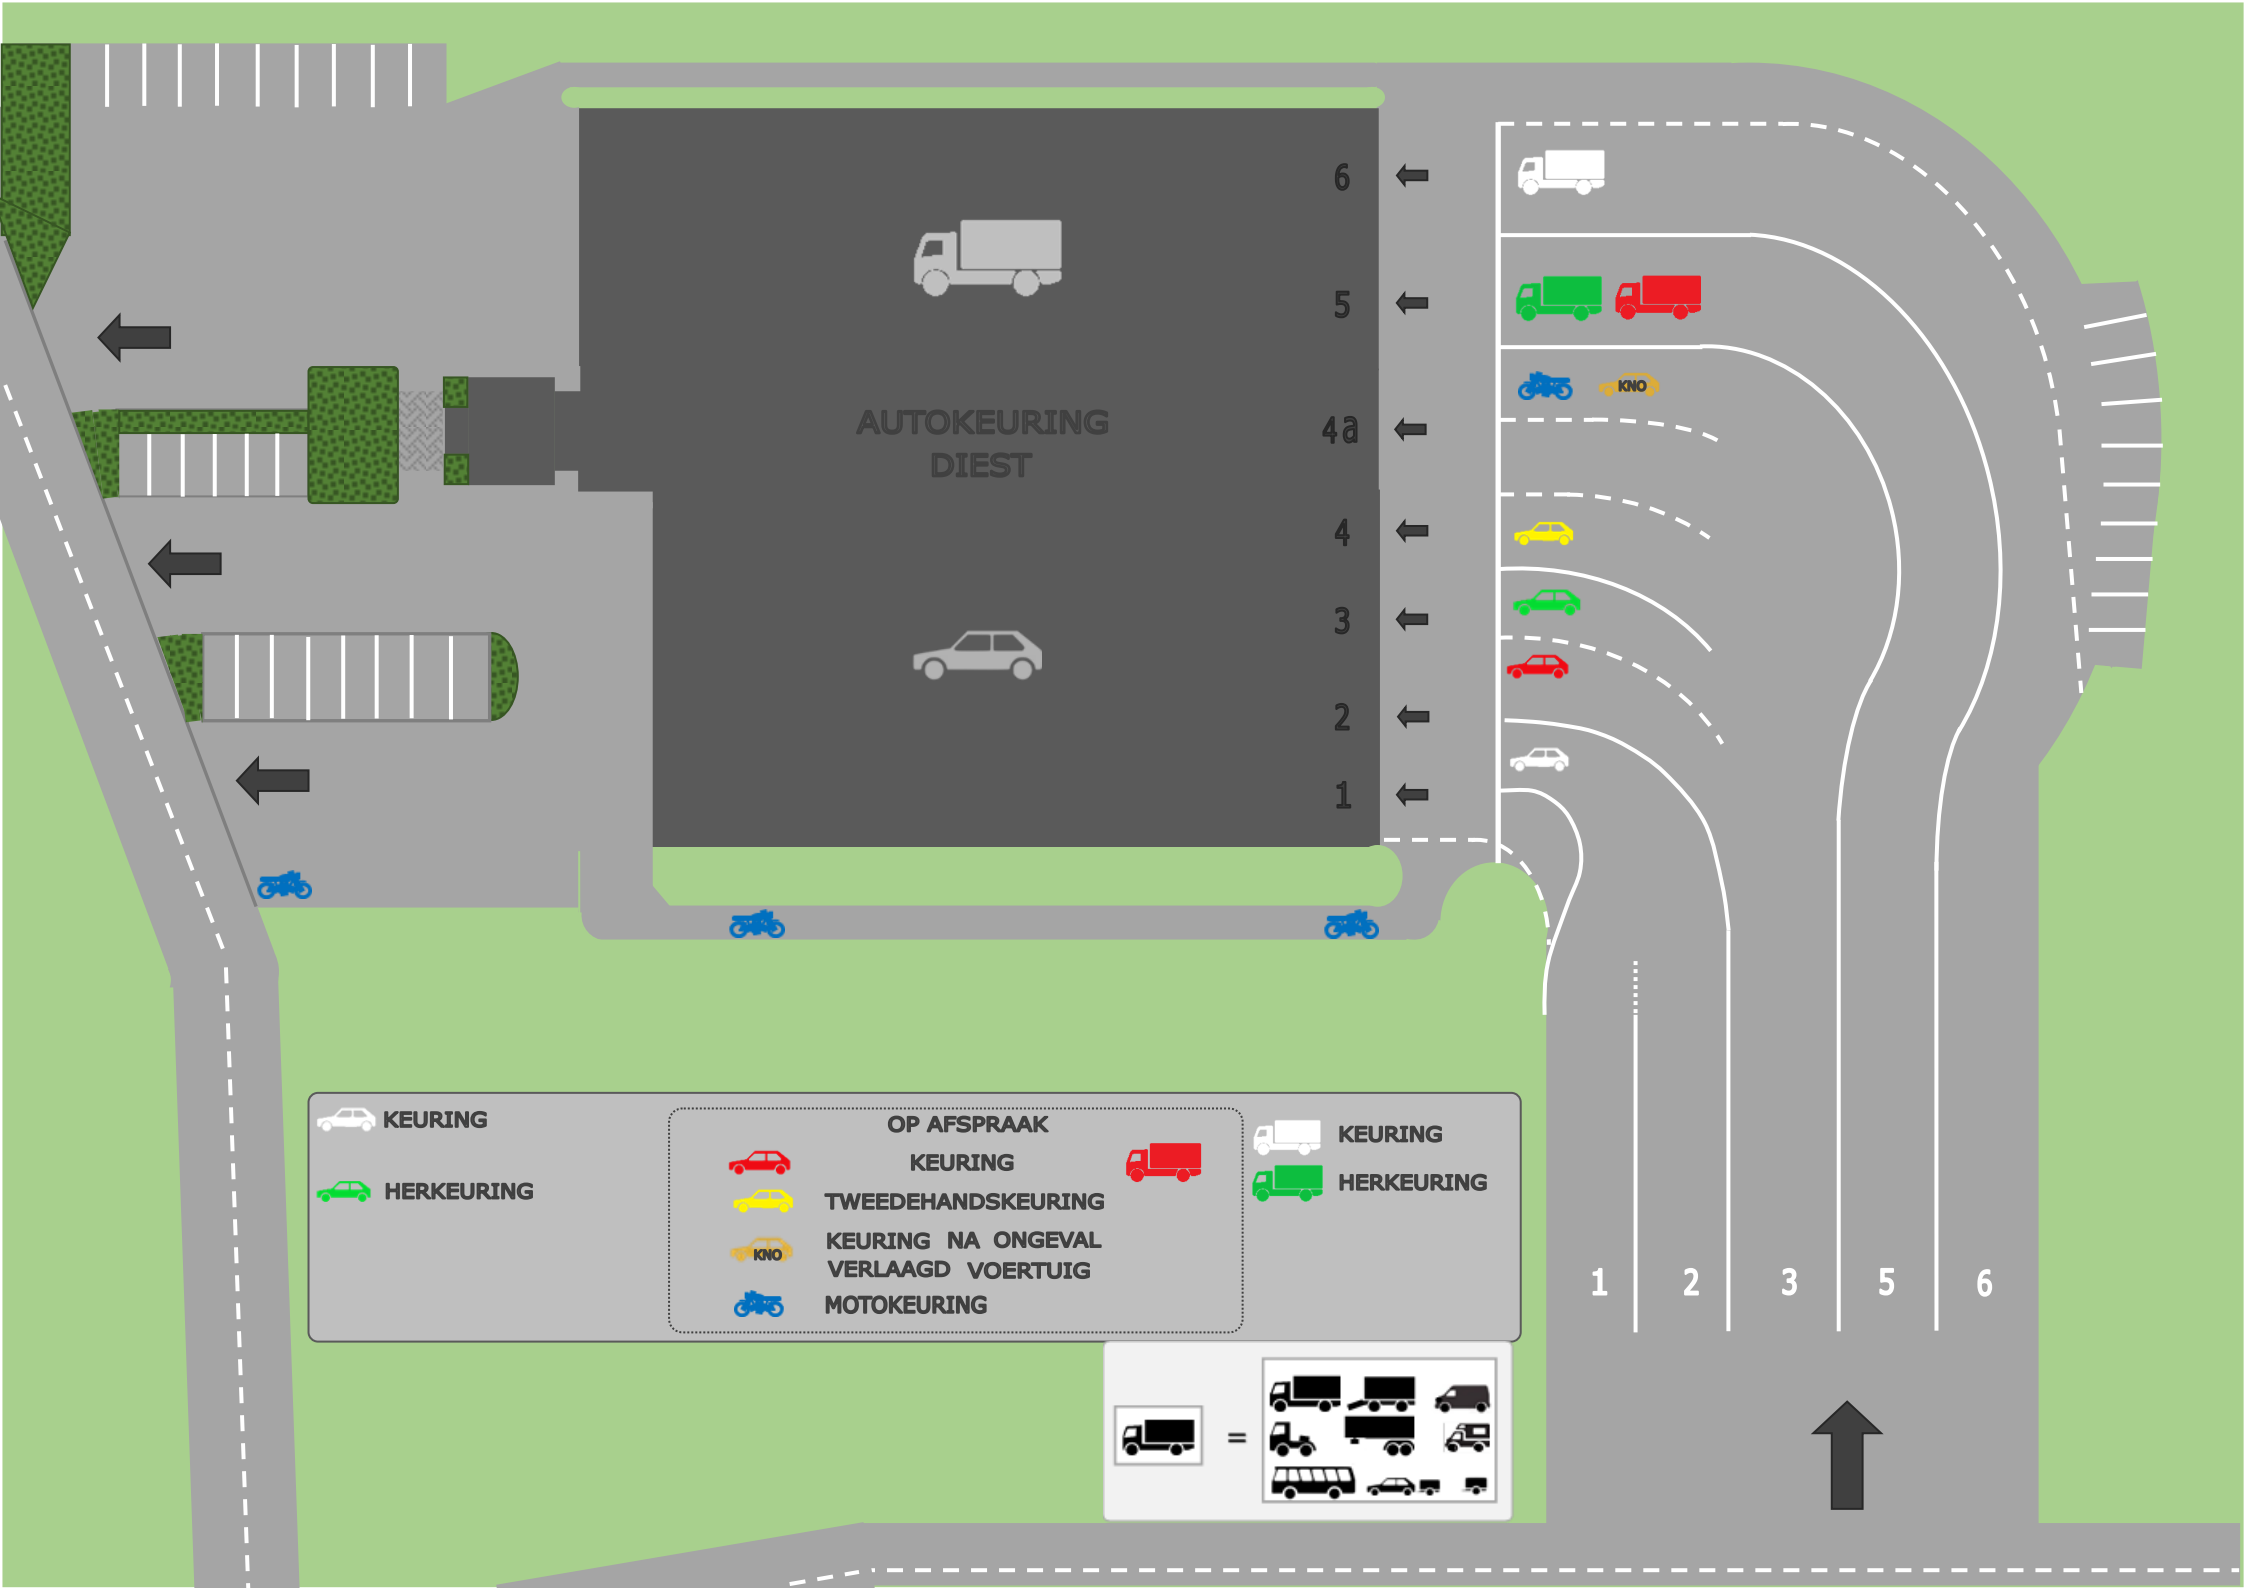 6
5
KNO
AUTOKEURING
DIEST
4a
4
3
2
1
KEURING
HERKEURING
OP AFSPRAAK
KEURING
TWEEDEHANDSKEURING
KNO
KEURING NA ONGEVAL
VERLAAGD VOERTUIG
MOTOKEURING
KEURING
HERKEURING
1 2 3 5 6
=